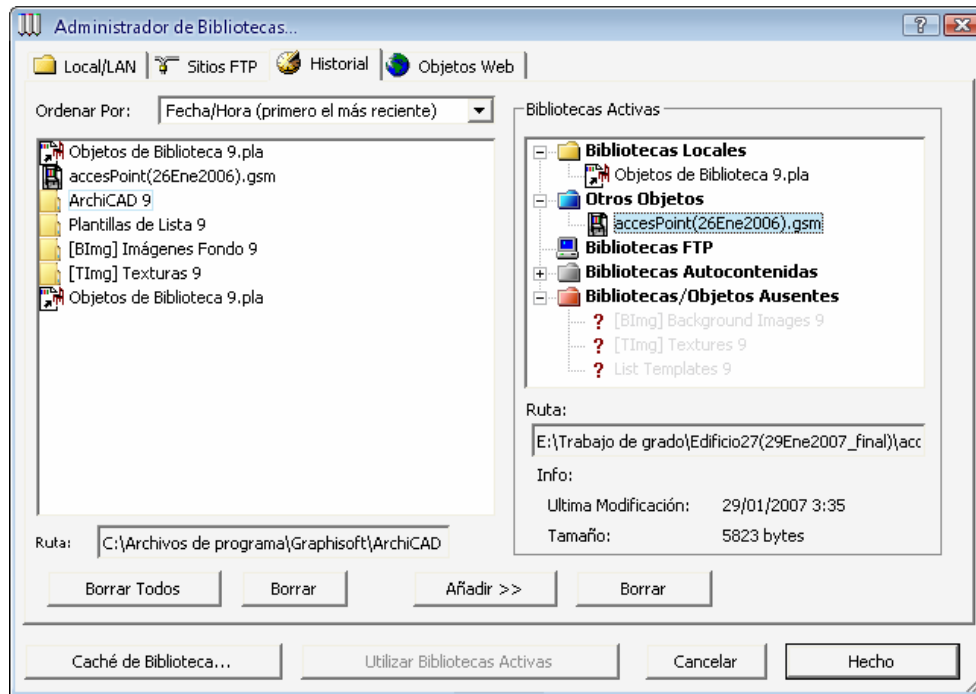 Administrador de Bibliotecas...
Local/LAN
Sitios FTP
Historial
Objetos Web
Ordenar Por:
Fecha/Hora (primero el más reciente)
Objetos de Biblioteca 9.pla
accesPoint(26Ene2006).gsm
ArchiCAD 9
Plantillas de Lista 9
[BImg] Imágenes Fondo 9
[TImg] Texturas 9
Objetos de Biblioteca 9.pla
Ruta:
C:\Archivos de programa\Graphisoft\ArchiCAD
Borrar Todos
Borrar
Bibliotecas Activas
Bibliotecas Locales
Objetos de Biblioteca 9.pla
Otros Objetos
accesPoint(26Ene2006).gsm
Bibliotecas FTP
Bibliotecas Autocontenidas
Bibliotecas/Objetos Ausentes
? [BImg] Background Images 9
? [TImg] Textures 9
? List Templates 9
Ruta:
E:\Trabajo de grado\Edificio27(29Ene2007_final)\acc
Info:
Ultima Modificación: 29/01/2007 3:35
Tamaño: 5823 bytes
Añadir >>
Borrar
Caché de Biblioteca...
Utilizar Bibliotecas Activas
Cancelar
Hecho